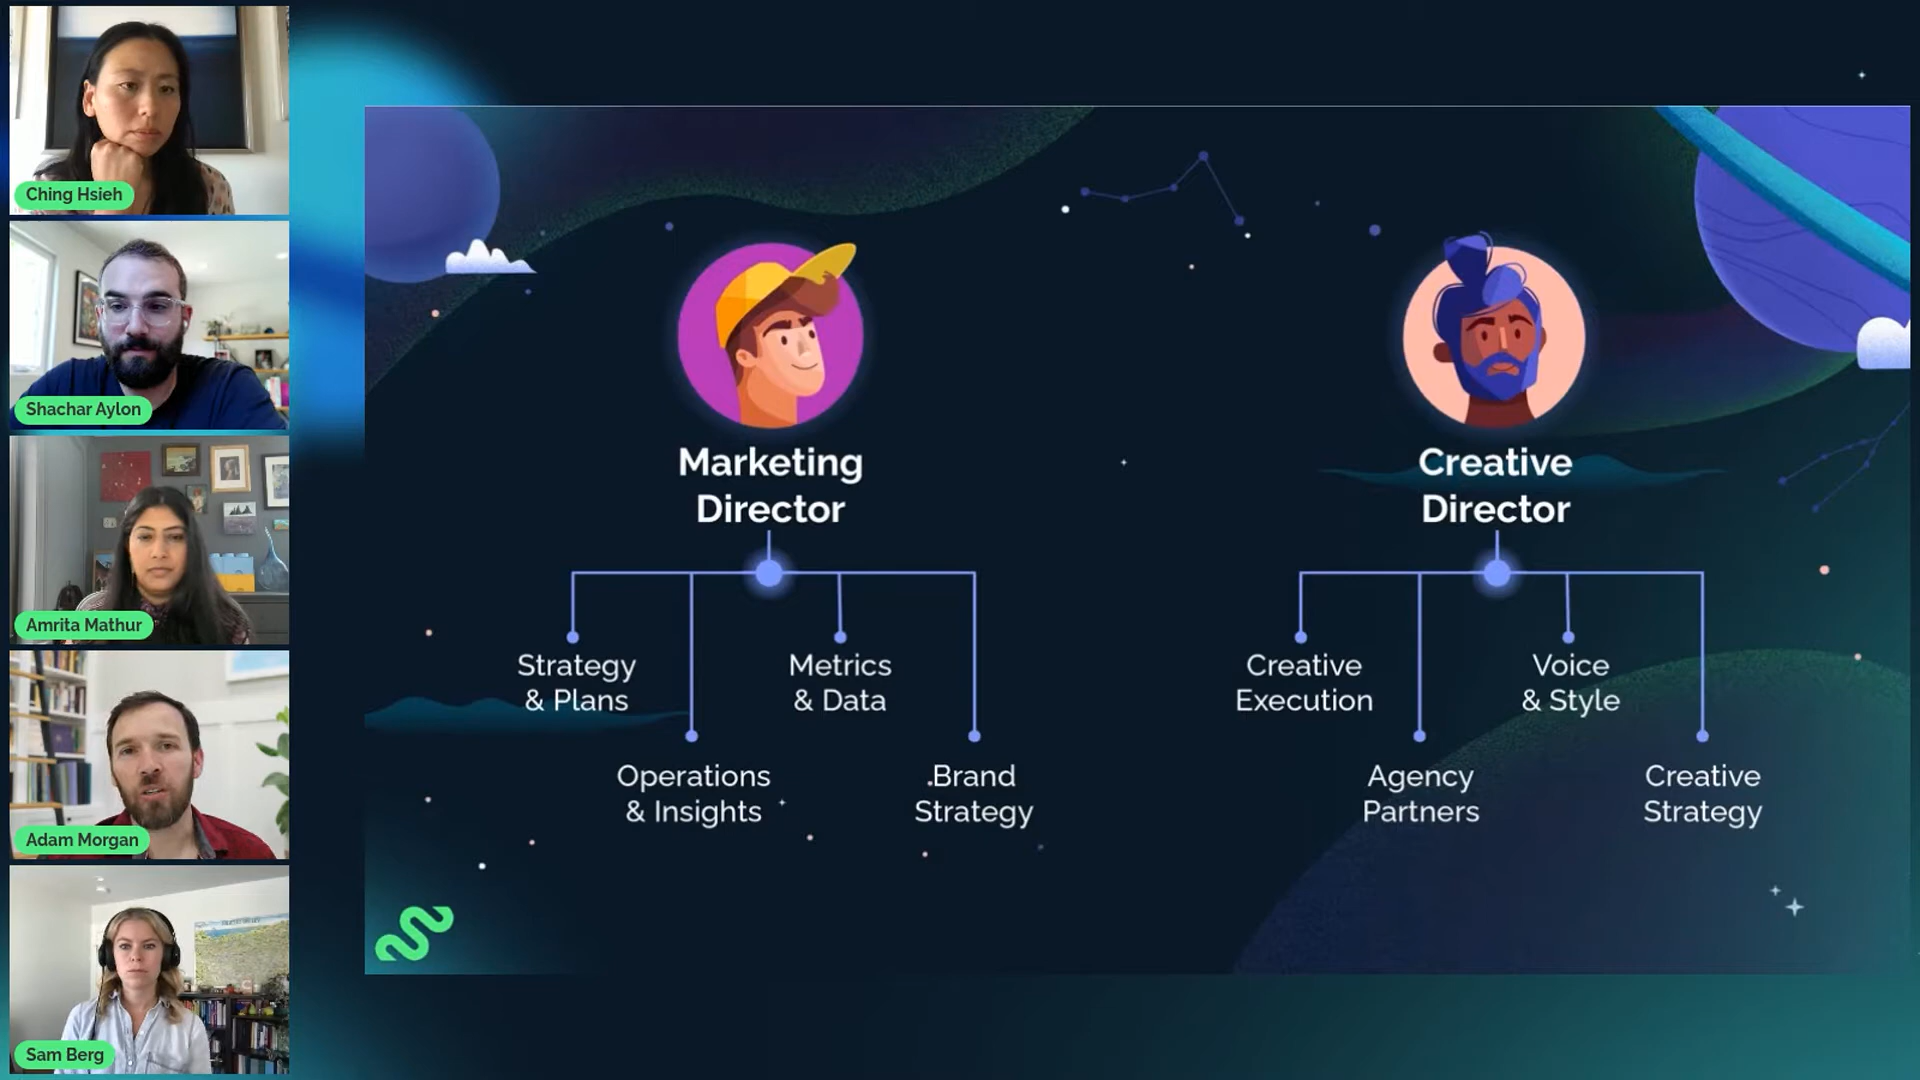 Ching Hsieh
Shachar Aylon
Amrita Mathur
Adam Morgan
Sam Berg
Marketing
Director
Strategy
& Plans
Metrics
& Data
Operations
& Insights
Brand
Strategy
Creative
Director
Creative
Execution
Voice
& Style
Agency
Partners
Creative
Strategy